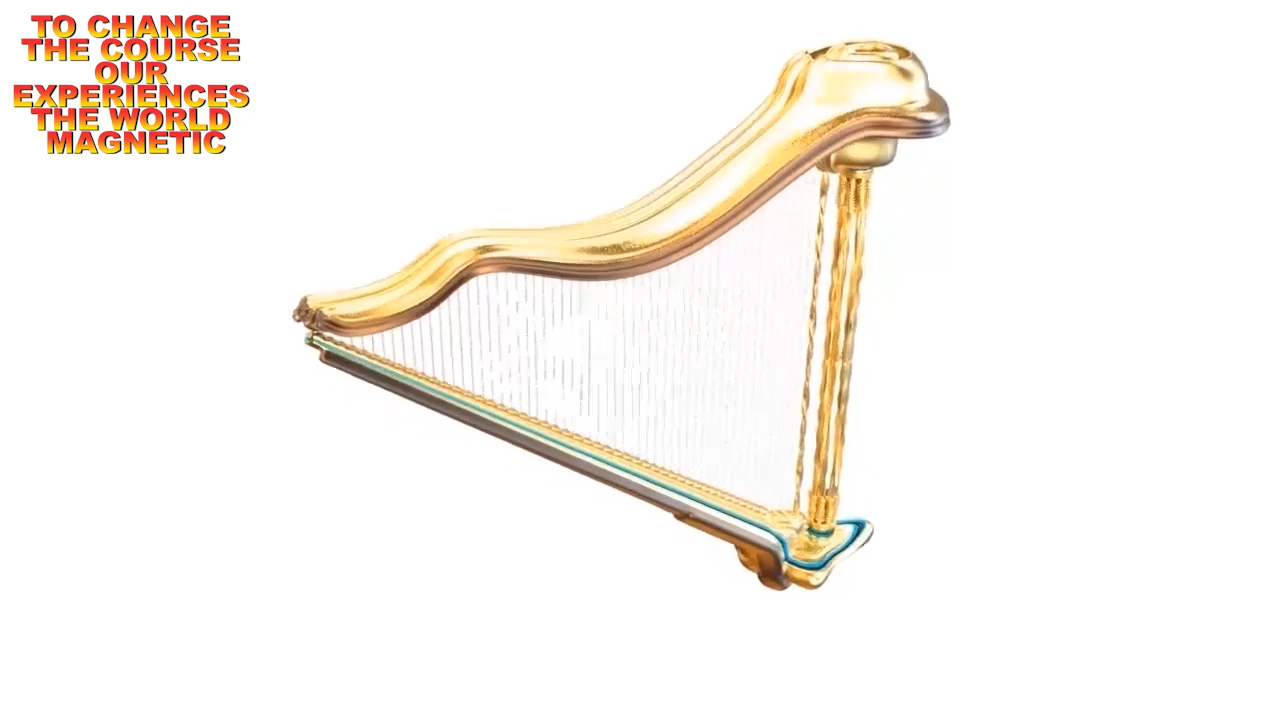 TO CHANGE
THE COURSE
OUR
EXPERIENCES
THE WORLD
MAGNETIC